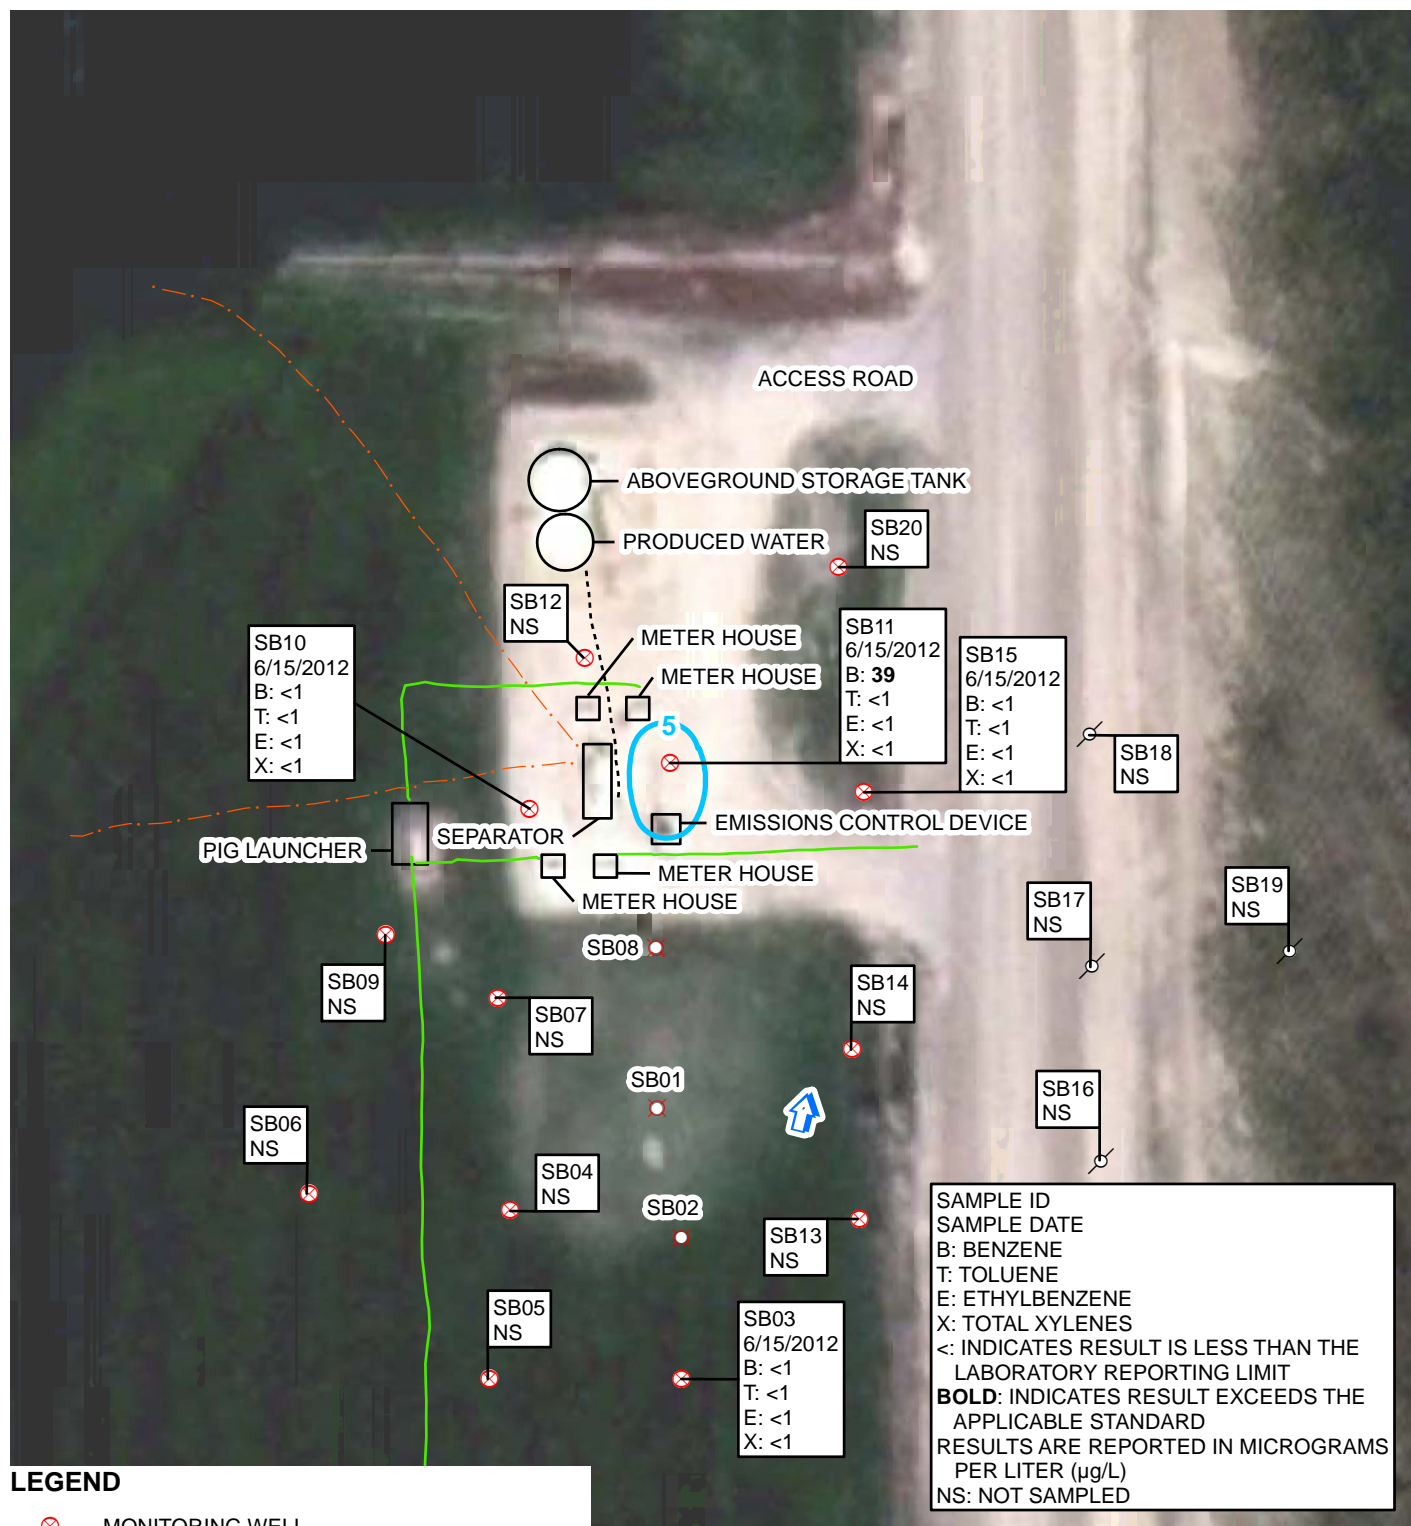 ACCESS ROAD
ABOVEGROUND STORAGE TANK
PRODUCED WATER
SB20
NS
SB12
NS
METER HOUSE
METER HOUSE
SB10
6/15/2012
B: <1
T: <1
E: <1
X: <1
SB11
6/15/2012
B: 39
T: <1
E: <1
X: <1
SB15
6/15/2012
B: <1
T: <1
E: <1
X: <1
5
SB18
NS
SEPARATOR
EMISSIONS CONTROL DEVICE
PIG LAUNCHER
METER HOUSE
METER HOUSE
SB17
NS
SB19
NS
SB08
SB09
NS
SB07
NS
SB14
NS
SB01
SB16
NS
SB06
NS
SB04
NS
SB02
SB13
NS
SB05
NS
SB03
6/15/2012
B: <1
T: <1
E: <1
X: <1
SAMPLE ID
SAMPLE DATE
B: BENZENE
T: TOLUENE
E: ETHYLBENZENE
X: TOTAL XYLENES
<: INDICATES RESULT IS LESS THAN THE
LABORATORY REPORTING LIMIT
BOLD: INDICATES RESULT EXCEEDS THE
APPLICABLE STANDARD
RESULTS ARE REPORTED IN MICROGRAMS
PER LITER (µg/L)
NS: NOT SAMPLED
LEGEND
MONITORING WELL